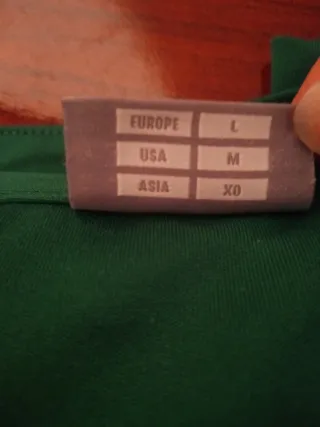 EUROPE L
USA M
ASIA XO